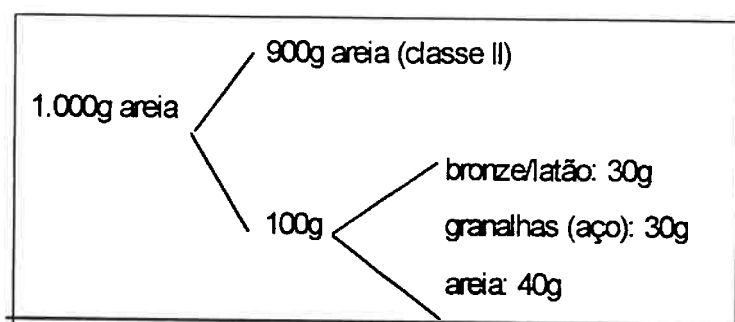 900g areia (classe II)
1.000g areia
bronze/latão: 30g
100g
granalhas (aço): 30g
areia: 40g